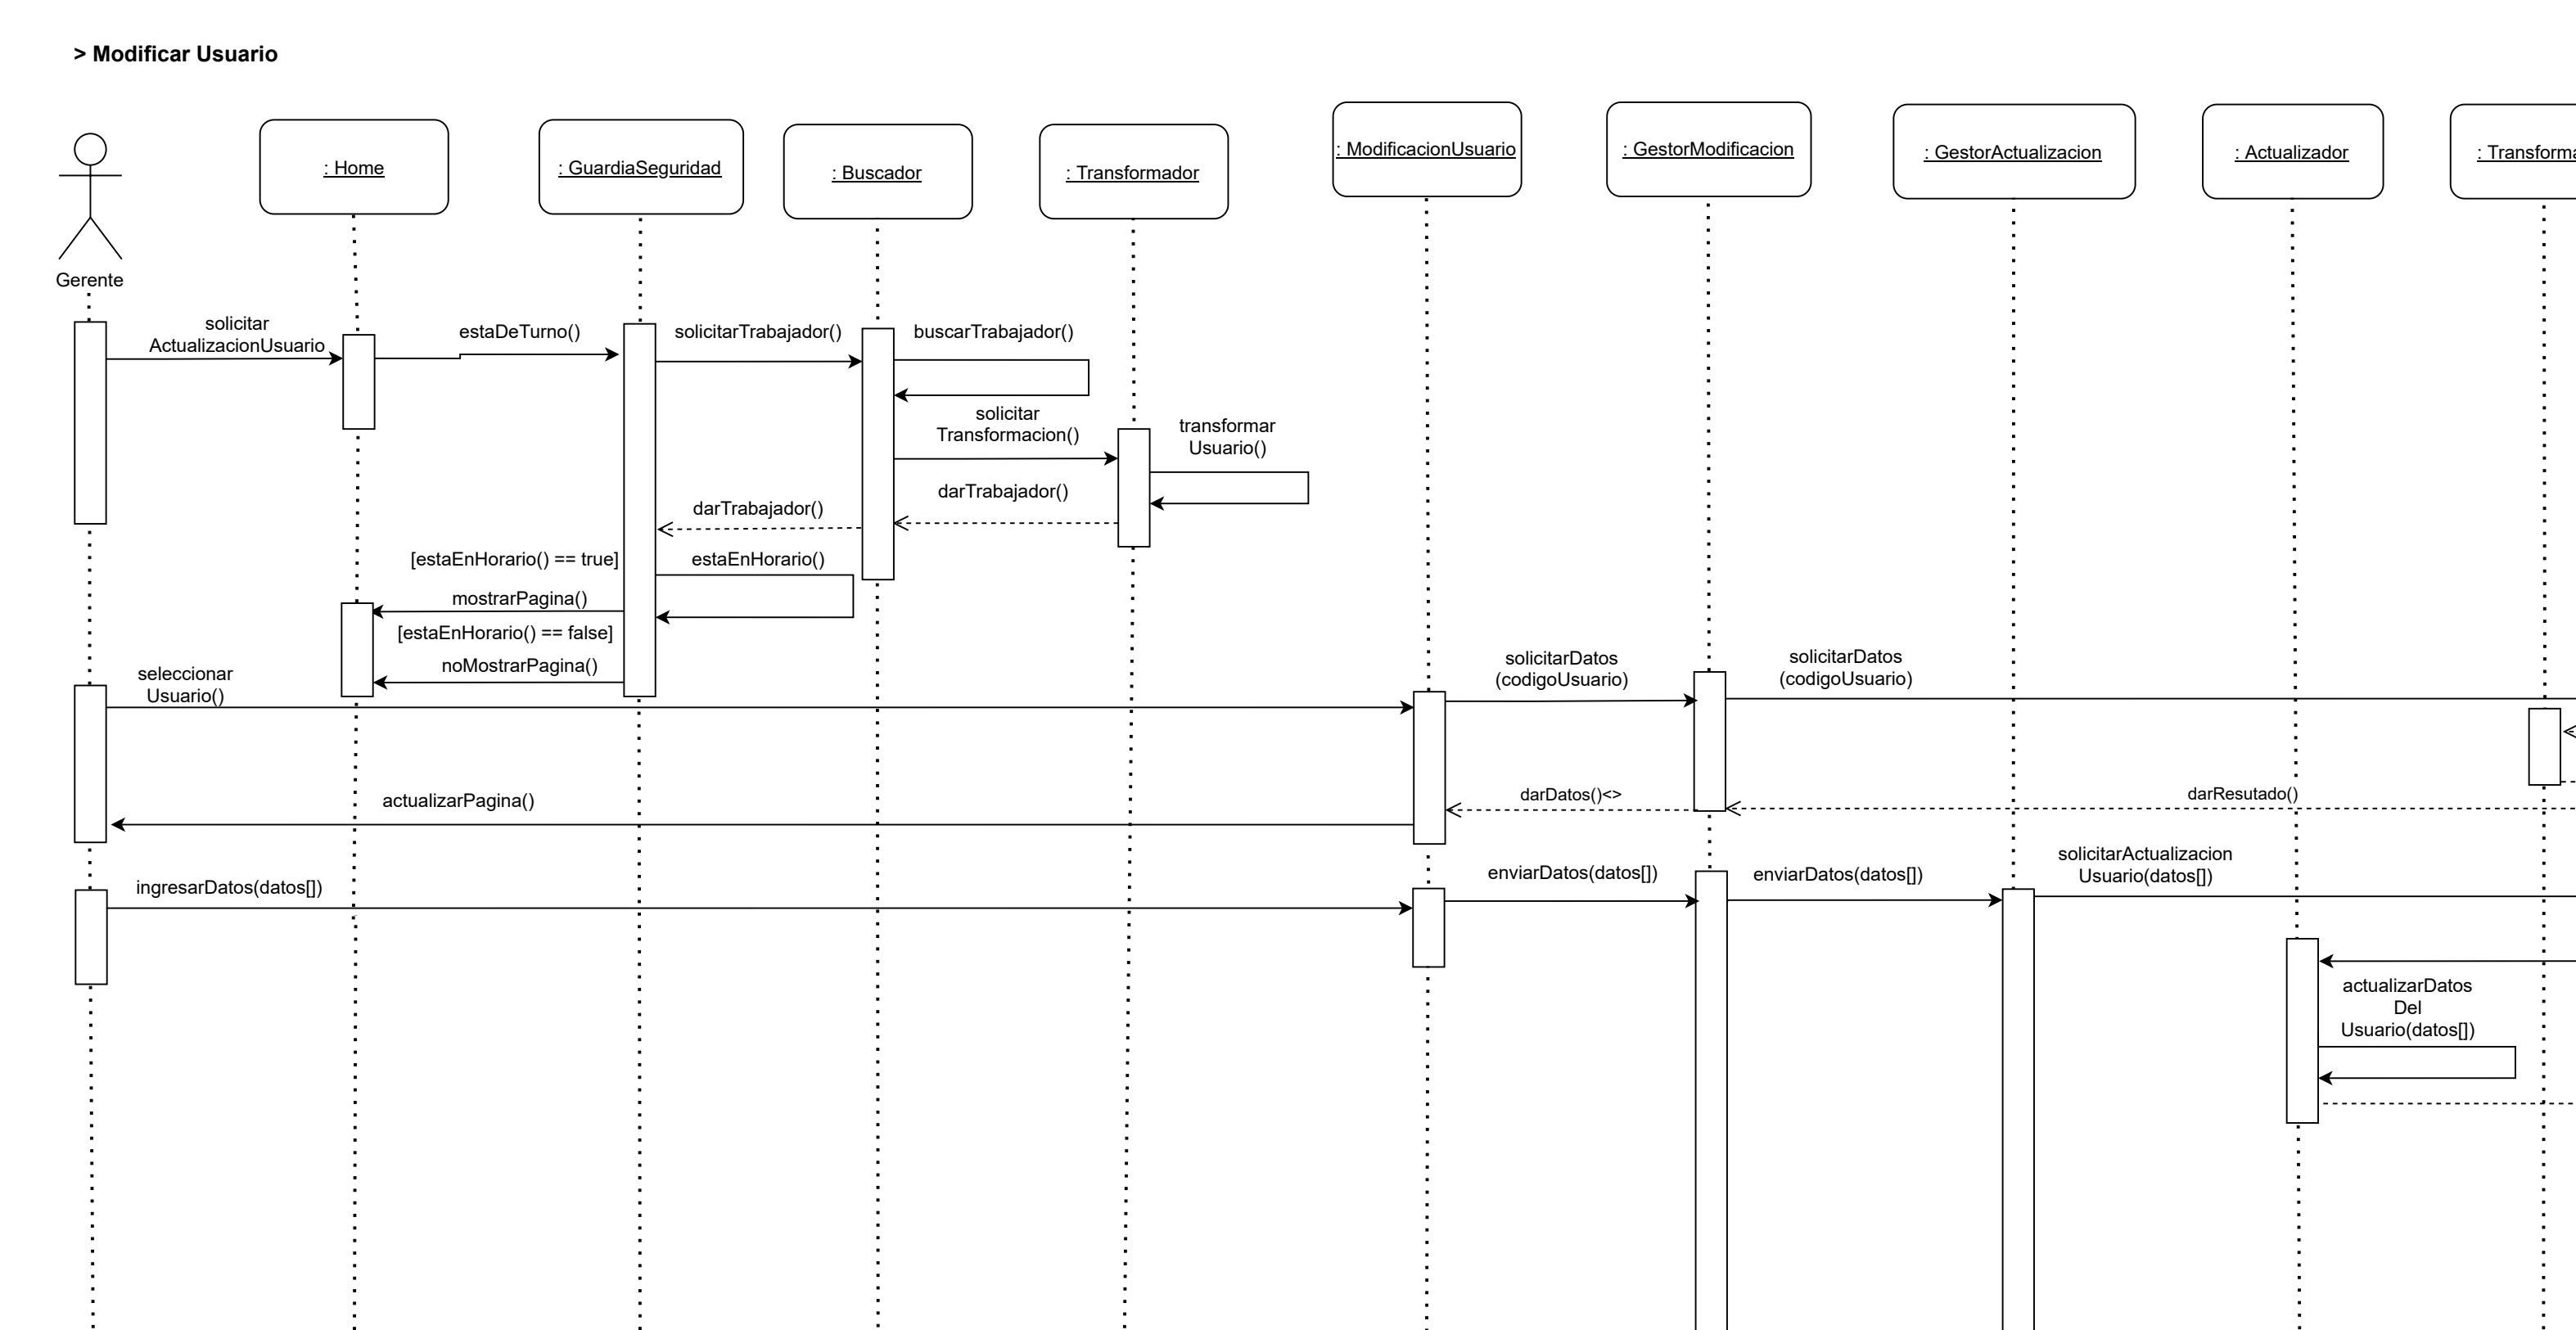 > Modificar Usuario
: Home
: GuardiaSeguridad
: Buscador
: Transformador
: ModificacionUsuario
: GestorModificacion
: GestorActualizacion
: Actualizador
: Transforma
Gerente
solicitar
ActualizacionUsuario
estaDeTurno()
solicitarTrabajador()
buscarTrabajador()
solicitar
Transformacion()
transformar
Usuario()
darTrabajador()
darTrabajador()
[estaEnHorario() == true]
estaEnHorario()
mostrarPagina()
[estaEnHorario() == false]
noMostrarPagina()
seleccionar
Usuario()
solicitarDatos
(codigoUsuario)
solicitarDatos
(codigoUsuario)
darDatos()<>
darResutado()
actualizarPagina()
ingresarDatos(datos[])
enviarDatos(datos[])
enviarDatos(datos[])
solicitarActualizacion
Usuario(datos[])
actualizarDatos
Del
Usuario(datos[])